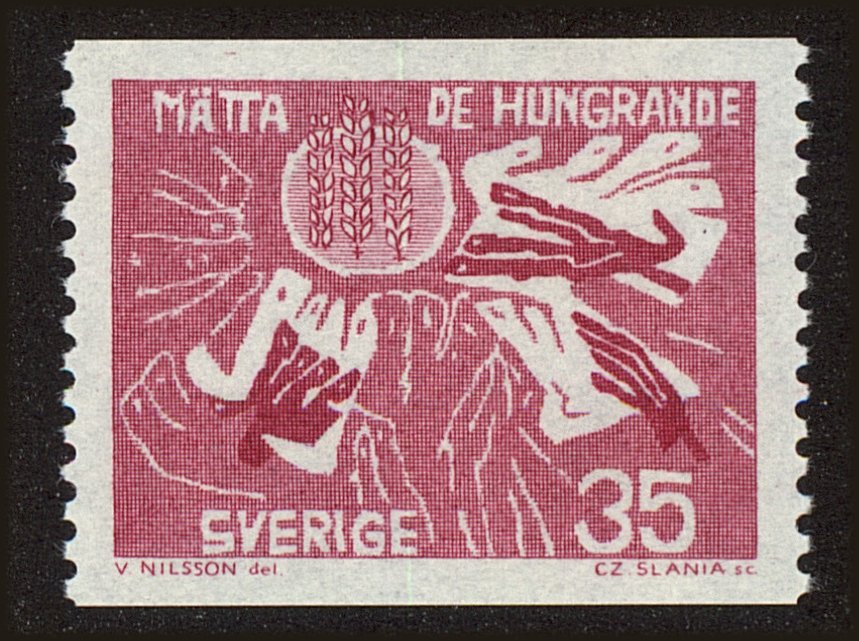 MÄTTA DE HUNGRANDE
SVERIGE 35
V. NILSSON del. CZ. SLANIA sc.